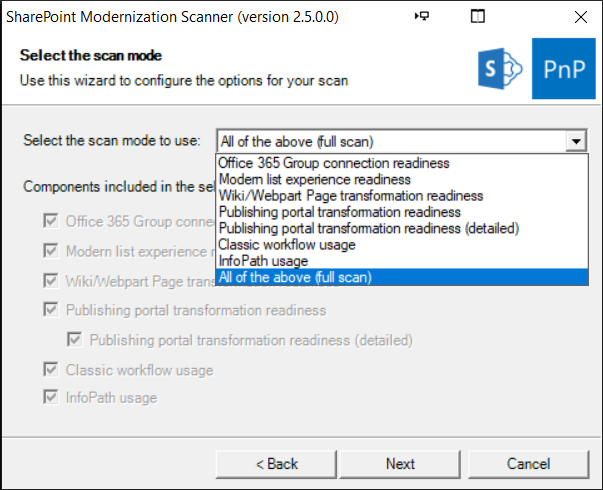 SharePoint Modernization Scanner (version 2.5.0.0)
Select the scan mode
Use this wizard to configure the options for your scan
S
PnP
Select the scan mode to use:
All of the above (full scan)
Office 365 Group connection readiness
Modern list experience readiness
Wiki/Webpart Page transformation readiness
Publishing portal transformation readiness
Publishing portal transformation readiness (detailed)
Classic workflow usage
InfoPath usage
All of the above (full scan)
Components included in the sel
Office 365 Group conne
Modern list experience r
Wiki/Webpart Page trans
Publishing portal transformation readiness
Publishing portal transformation readiness (detailed)
Classic workflow usage
InfoPath usage
< Back
Next
Cancel